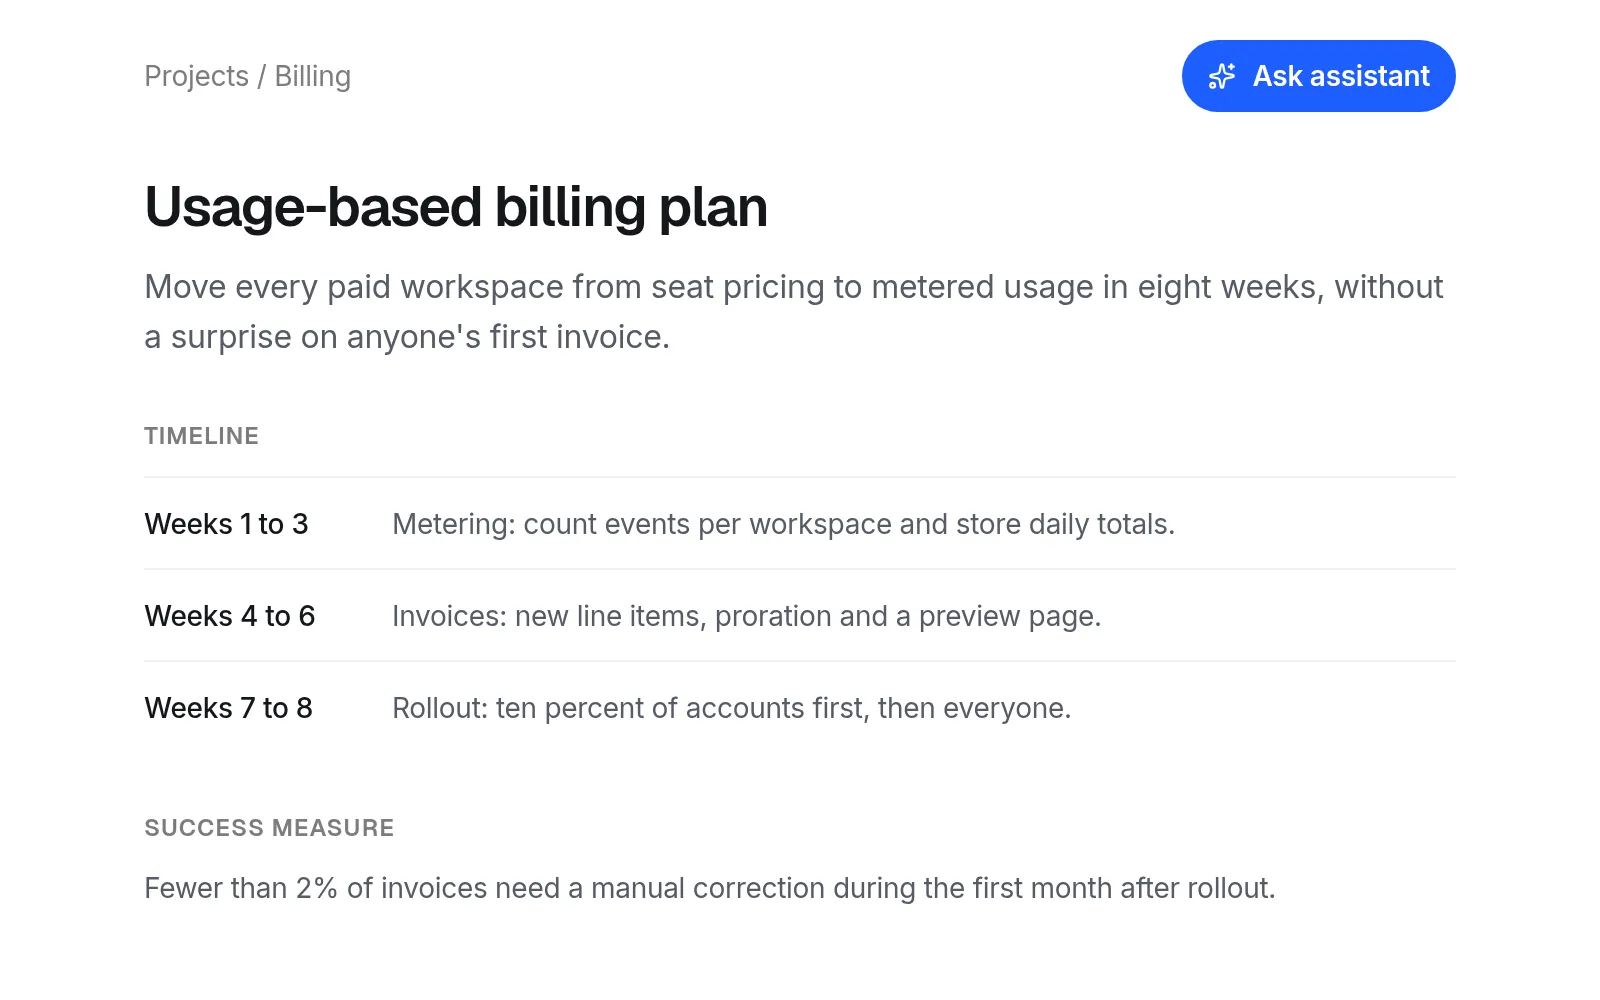 Projects / Billing
Ask assistant
Usage-based billing plan
Move every paid workspace from seat pricing to metered usage in eight weeks, without
a surprise on anyone's first invoice.
TIMELINE
Weeks 1 to 3
Metering: count events per workspace and store daily totals.
Weeks 4 to 6
Invoices: new line items, proration and a preview page.
Weeks 7 to 8
Rollout: ten percent of accounts first, then everyone.
SUCCESS MEASURE
Fewer than 2% of invoices need a manual correction during the first month after rollout.